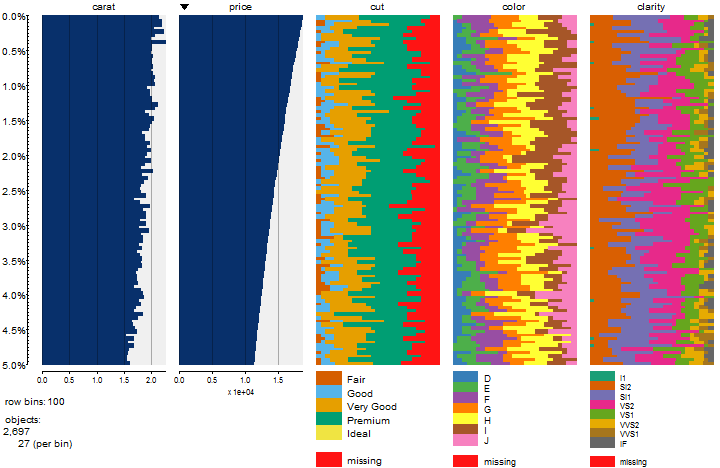 carat price cut color clarity
0.0%
0.5%
1.0%
1.5%
2.0%
2.5%
3.0%
3.5%
4.0%
4.5%
5.0%
0.0 0.5 1.0 1.5 2.0 0.0 0.5 1.0 1.5
x 1e+04
row bins: 100
objects:
2,697
27 (per bin)
Fair
Good
Very Good
Premium
Ideal
missing
D
E
F
G
H
I
J
missing
I1
SI2
SI1
VS2
VS1
VVS2
VVS1
IF
missing